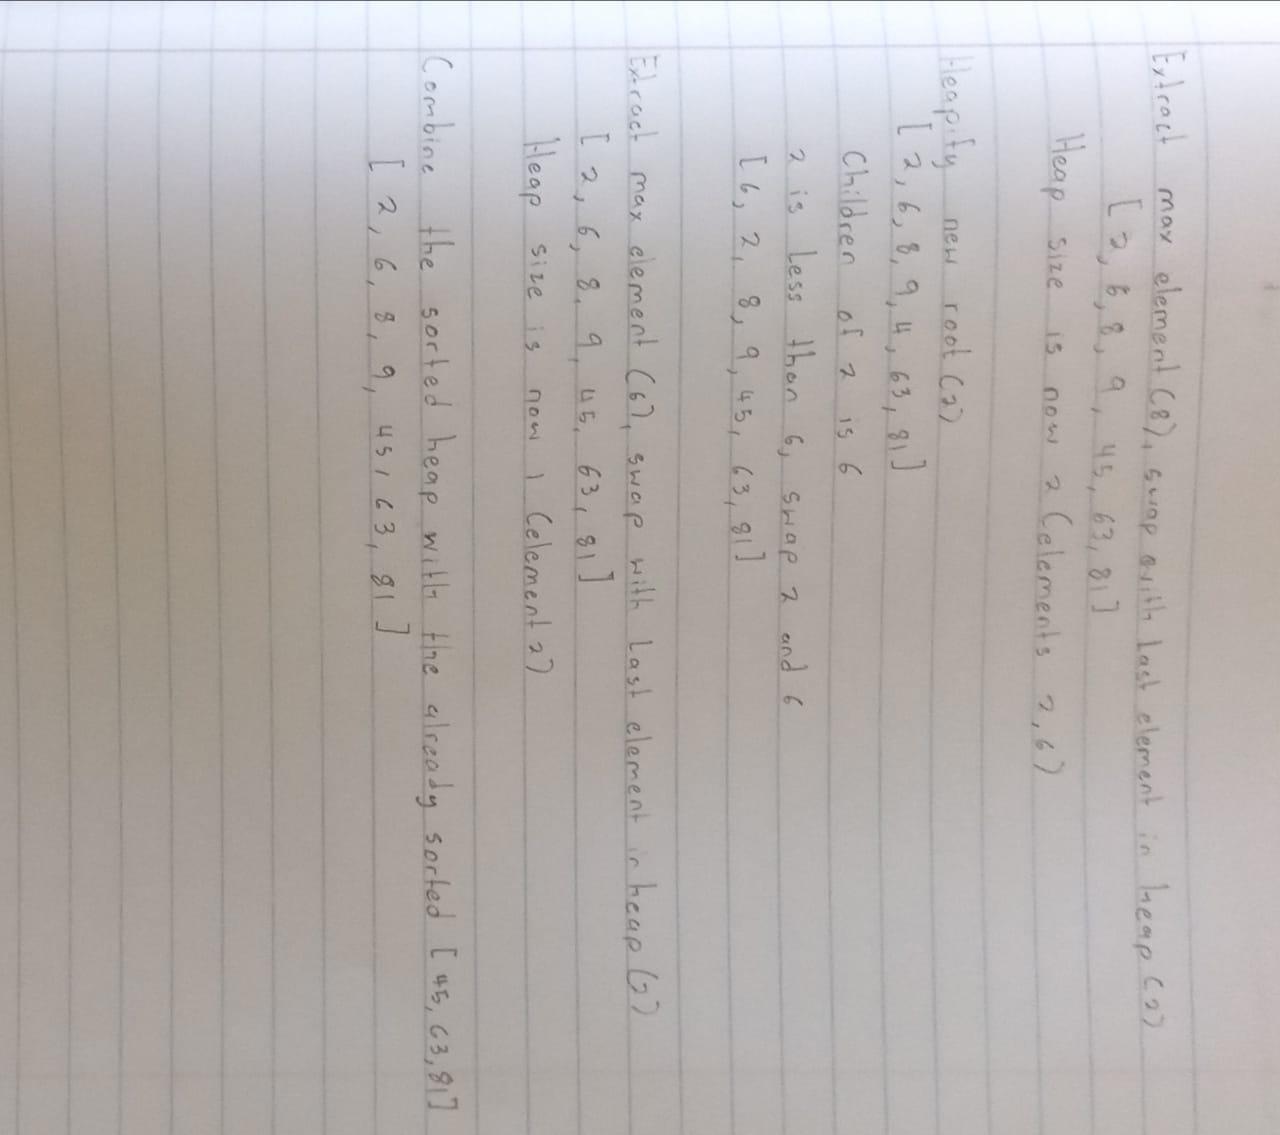 Extract max element (8), swap with last element in heap (2)
[ 2, 6, 8, 9, 45, 63, 81 ]
Heap size is now 2 (elements 2, 6)
Heapify new root (2)
[ 2, 6, 8, 9, 4, 63, 81 ]
Children of 2 is 6
2 is less than 6, swap 2 and 6
[ 6, 2, 8, 9, 45, 63, 81 ]
Extract max element (6), swap with last element in heap (2)
[ 2, 6, 8, 9, 45, 63, 81 ]
Heap size is now 1 (element 2)
Combine the sorted heap with the already sorted [ 45, 63, 81 ]
[ 2, 6, 8, 9, 45, 63, 81 ]